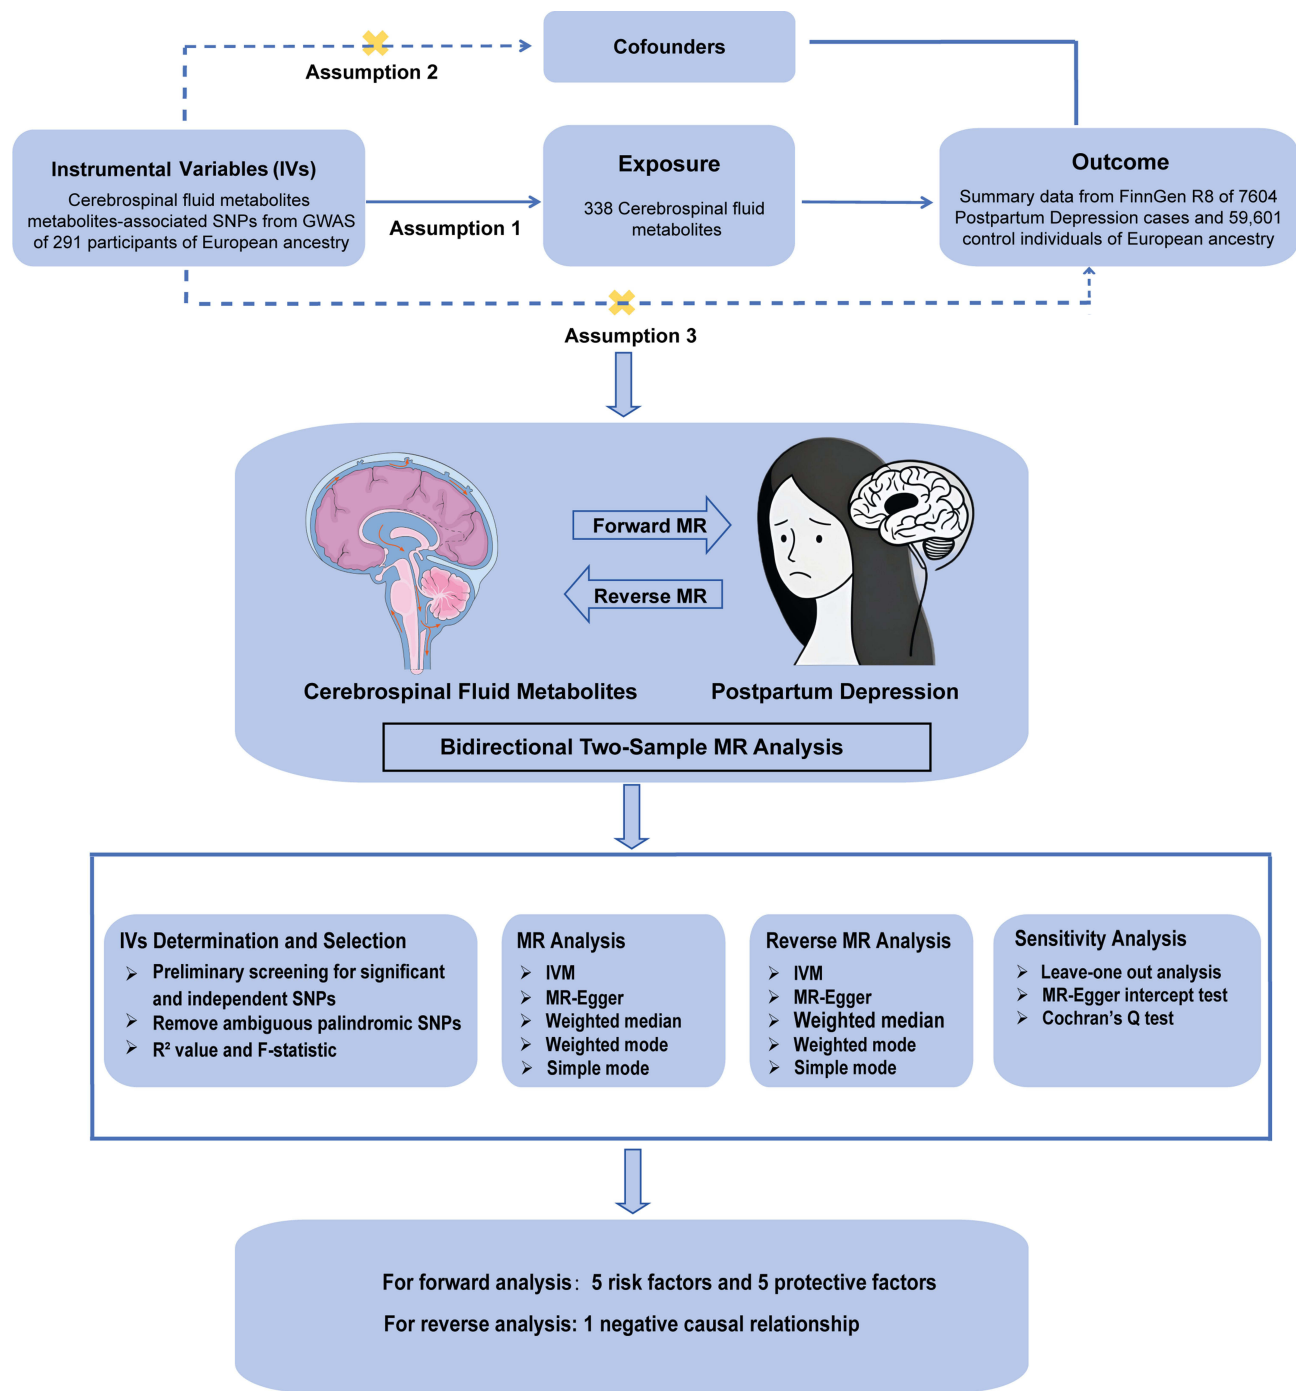 Cofounders
Assumption 2
Instrumental Variables (IVs)
Cerebrospinal fluid metabolites
metabolites-associated SNPs from GWAS
of 291 participants of European ancestry
Assumption 1
Exposure
338 Cerebrospinal fluid
metabolites
Outcome
Summary data from FinnGen R8 of 7604
Postpartum Depression cases and 59,601
control individuals of European ancestry
Assumption 3
Forward MR
Reverse MR
Cerebrospinal Fluid Metabolites
Postpartum Depression
Bidirectional Two-Sample MR Analysis
IVs Determination and Selection
➢ Preliminary screening for significant
and independent SNPs
➢ Remove ambiguous palindromic SNPs
➢ R² value and F-statistic
MR Analysis
➢ IVM
➢ MR-Egger
➢ Weighted median
➢ Weighted mode
➢ Simple mode
Reverse MR Analysis
➢ IVM
➢ MR-Egger
➢ Weighted median
➢ Weighted mode
➢ Simple mode
Sensitivity Analysis
➢ Leave-one out analysis
➢ MR-Egger intercept test
➢ Cochran's Q test
For forward analysis: 5 risk factors and 5 protective factors
For reverse analysis: 1 negative causal relationship